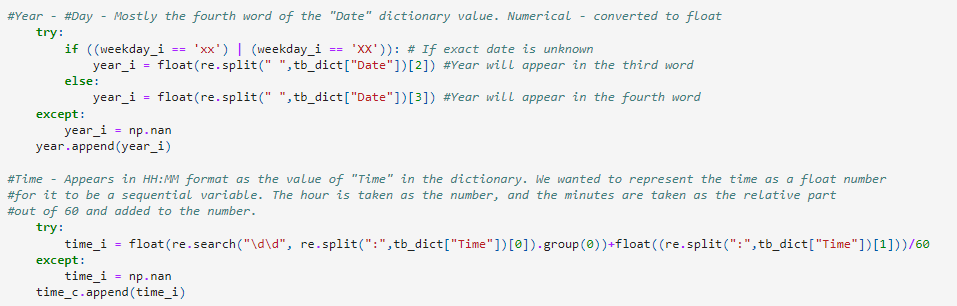 #Year - #Day - Mostly the fourth word of the "Date" dictionary value. Numerical - converted to float
    try:
        if ((weekday_i == 'xx') | (weekday_i == 'XX')): # If exact date is unknown
            year_i = float(re.split(" ",tb_dict["Date"])[2]) #Year will appear in the third word
        else:
            year_i = float(re.split(" ",tb_dict["Date"])[3]) #Year will appear in the fourth word
    except:
        year_i = np.nan
    year.append(year_i)

#Time - Appears in HH:MM format as the value of "Time" in the dictionary. We wanted to represent the time as a float number
#for it to be a sequential variable. The hour is taken as the number, and the minutes are taken as the relative part
#out of 60 and added to the number.
    try:
        time_i = float(re.search("\d\d", re.split(":",tb_dict["Time"])[0]).group(0))+float((re.split(":",tb_dict["Time"])[1]))/60
    except:
        time_i = np.nan
    time_c.append(time_i)